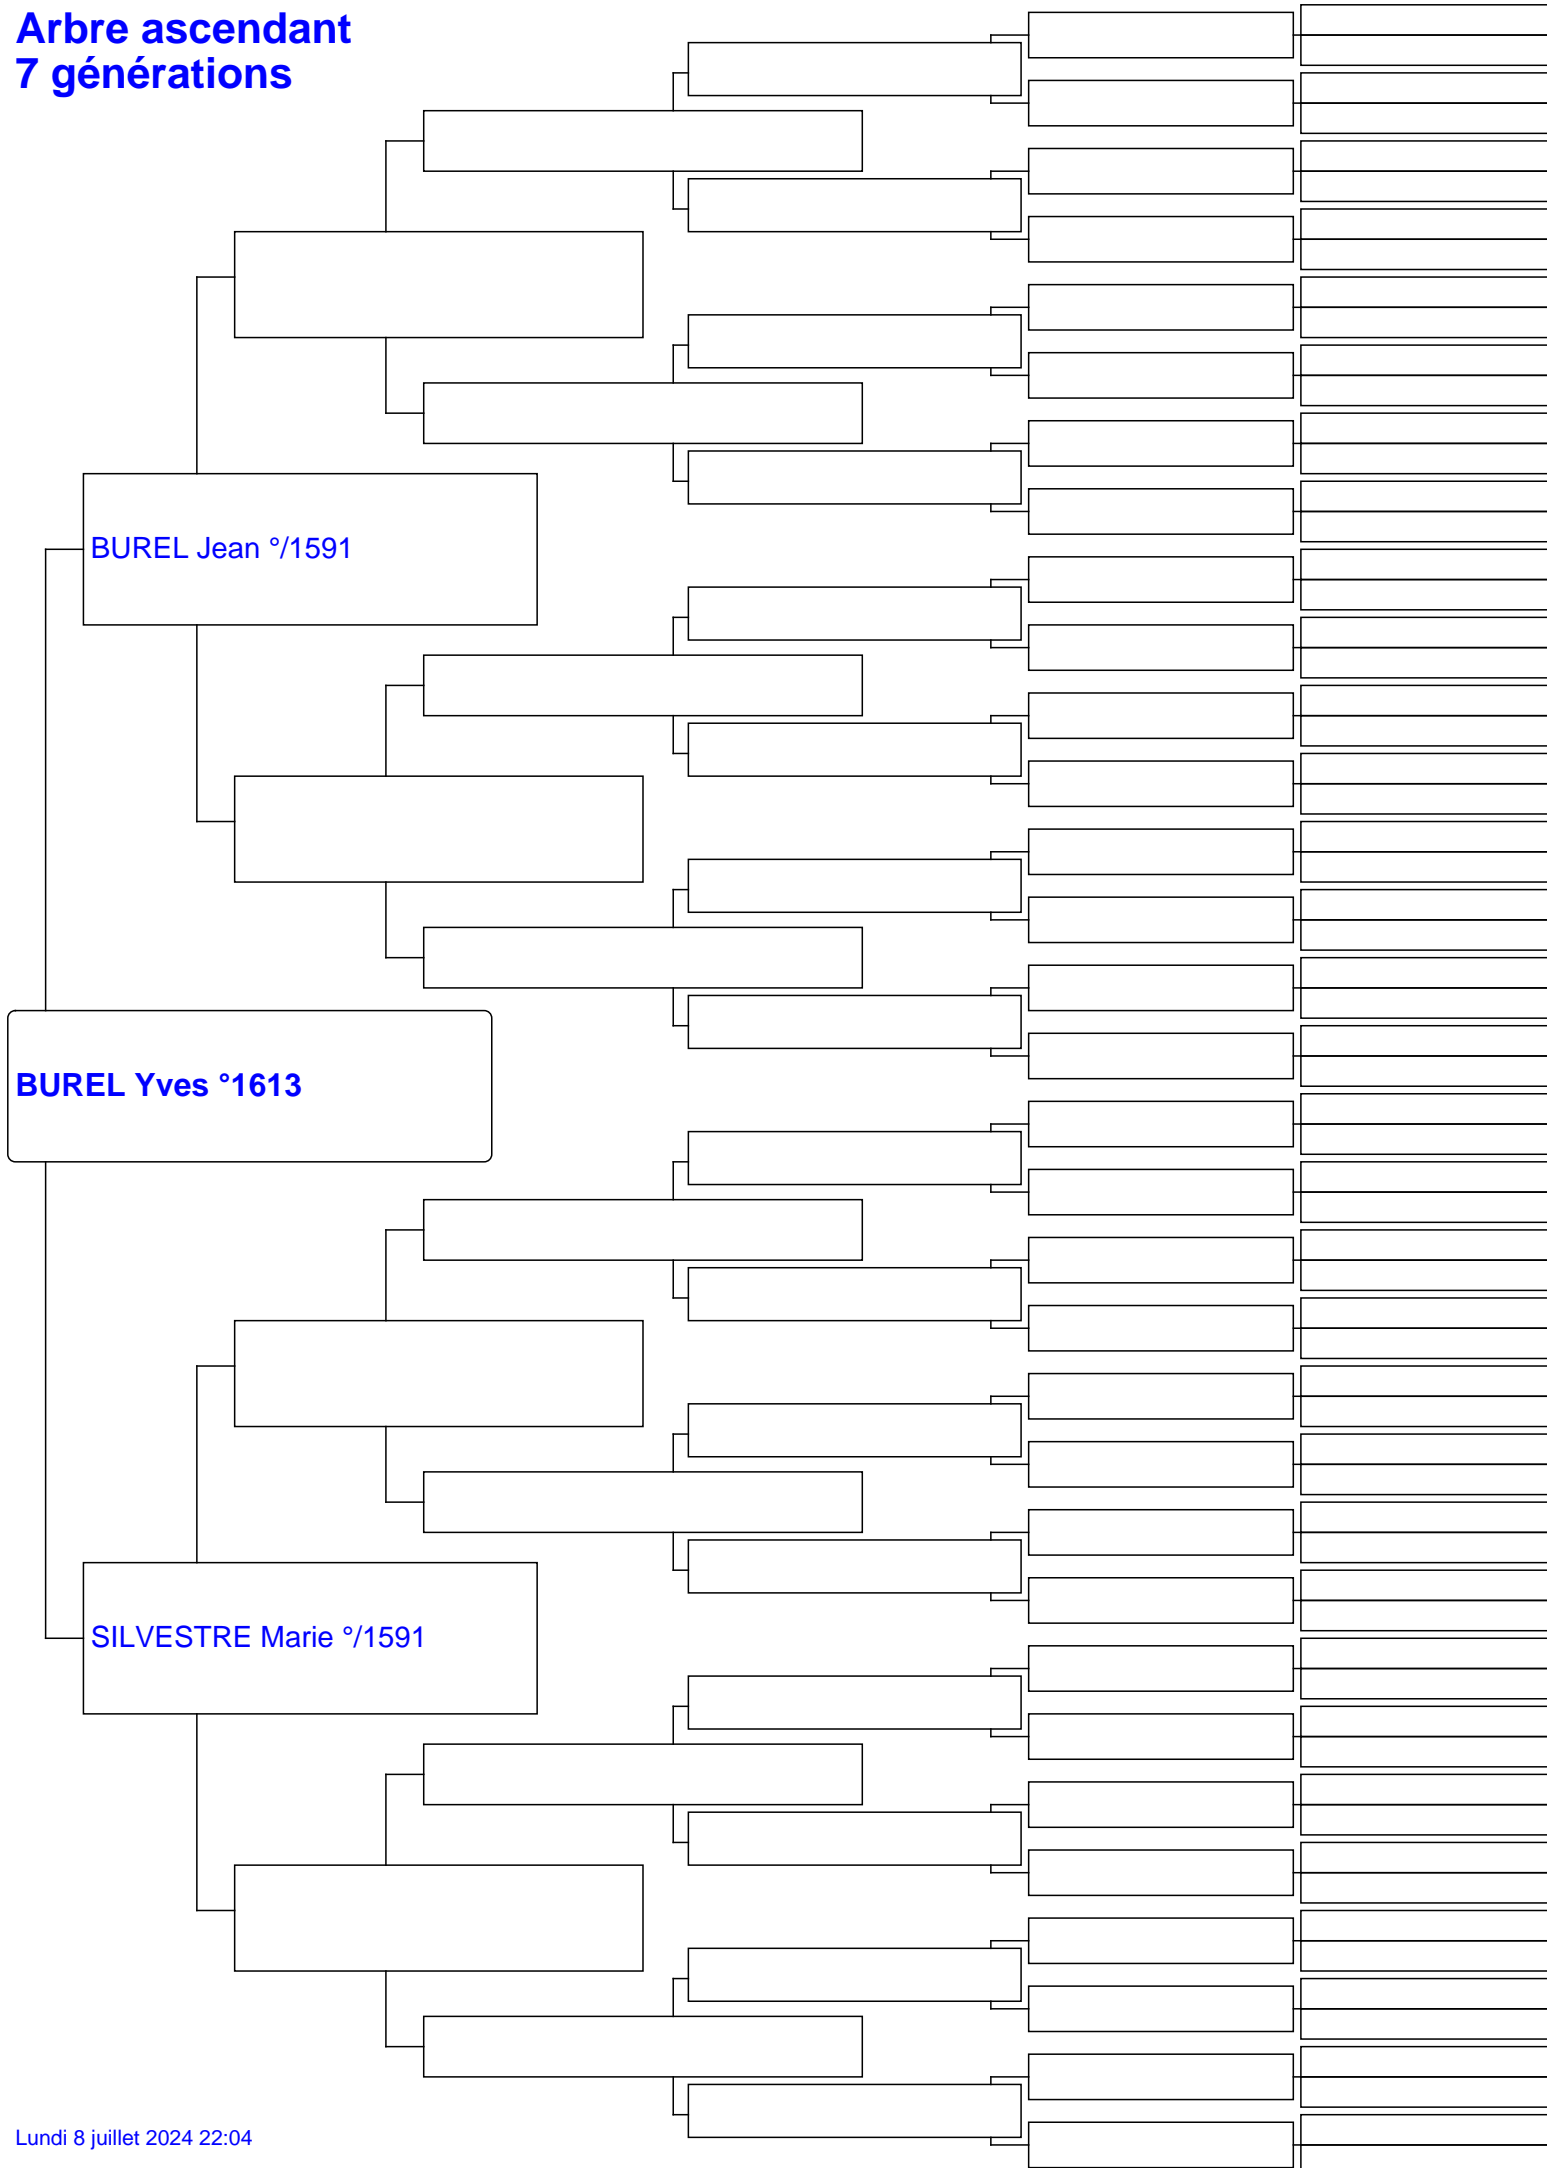 Arbre ascendant
7 générations
BUREL Jean °/1591
BUREL Yves °1613
SILVESTRE Marie °/1591
Lundi 8 juillet 2024 22:04